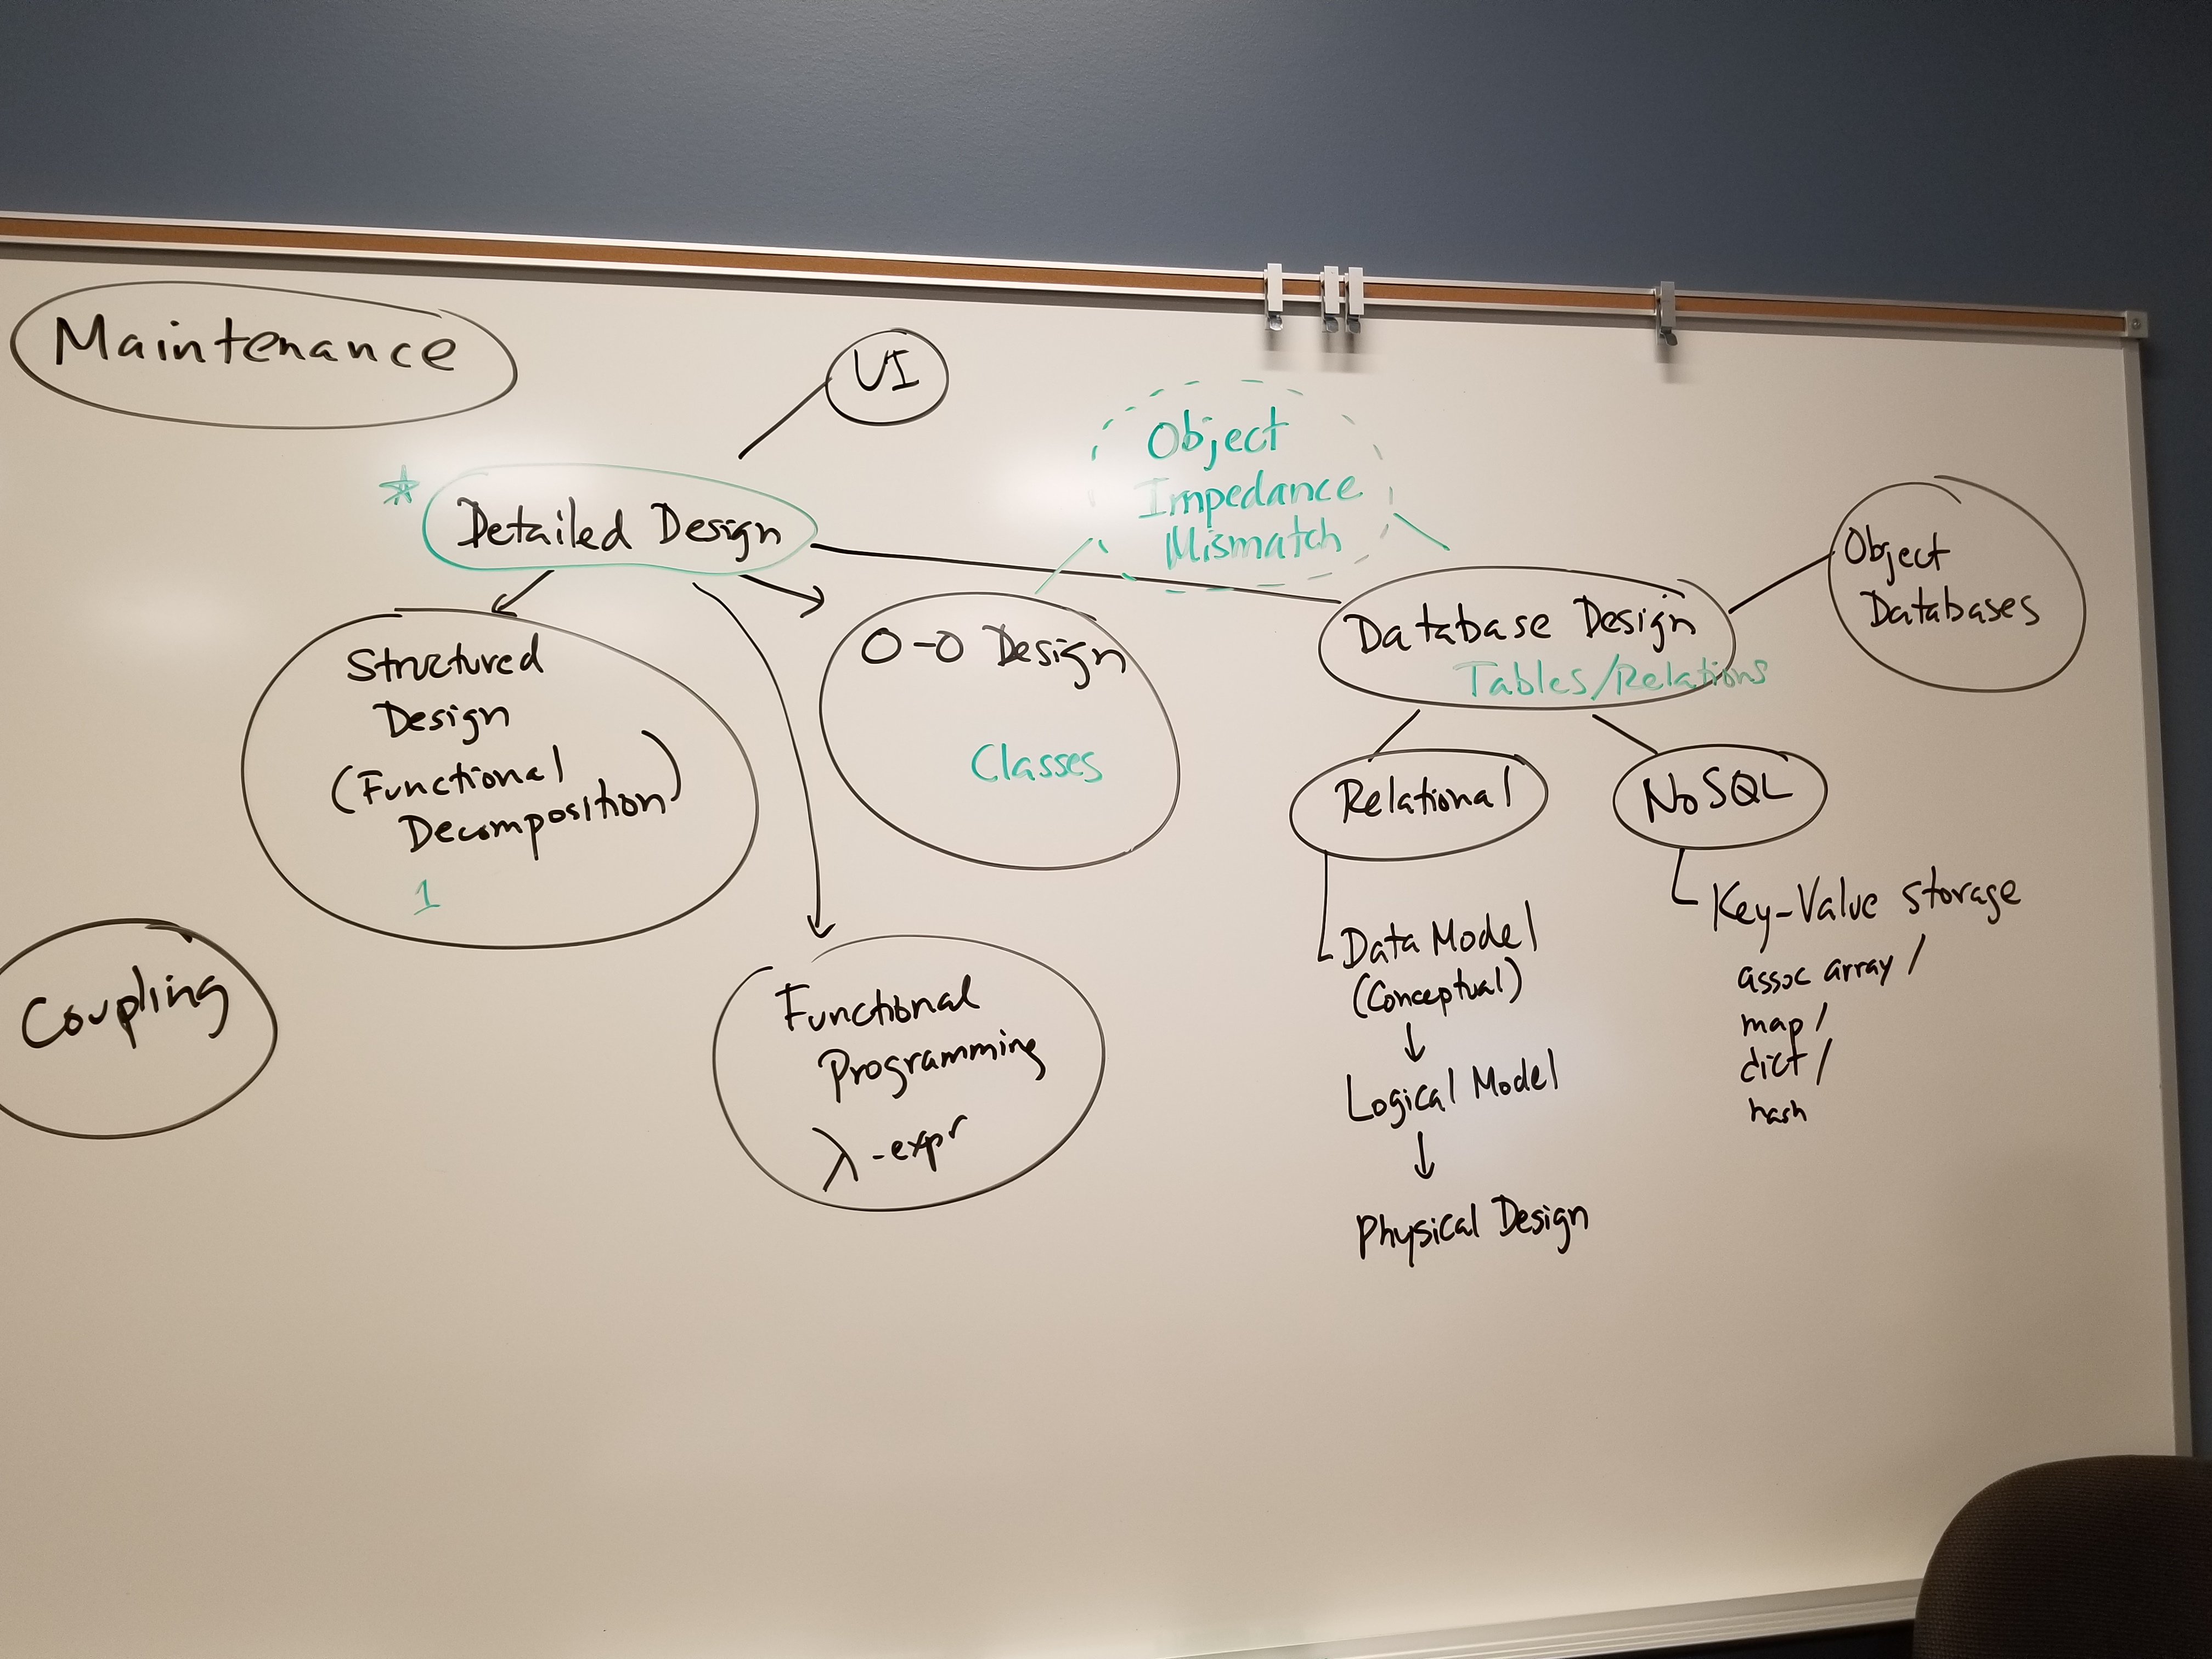 Maintenance
UI
Object
Impedance
Mismatch
* Detailed Design
Object
Databases
Structured
Design
(Functional
Decomposition)
1
O-O Design
Classes
Database Design
Tables/Relations
Relational
NoSQL
Key-Value storage
assoc array/
map/
dict/
hash
Data Model
(Conceptual)
↓
Logical Model
↓
Physical Design
Coupling
Functional
Programming
λ-expr